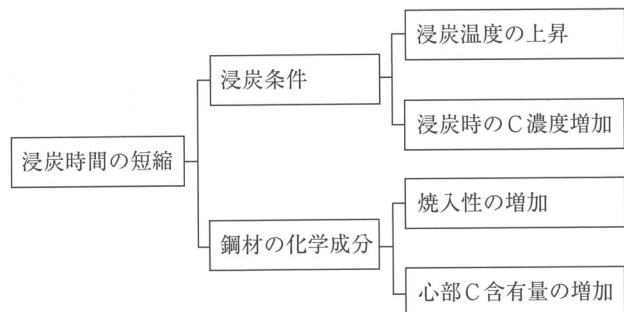 浸炭時間の短縮
浸炭条件
浸炭温度の上昇
浸炭時のC濃度増加
鋼材の化学成分
焼入性の増加
心部C含有量の増加